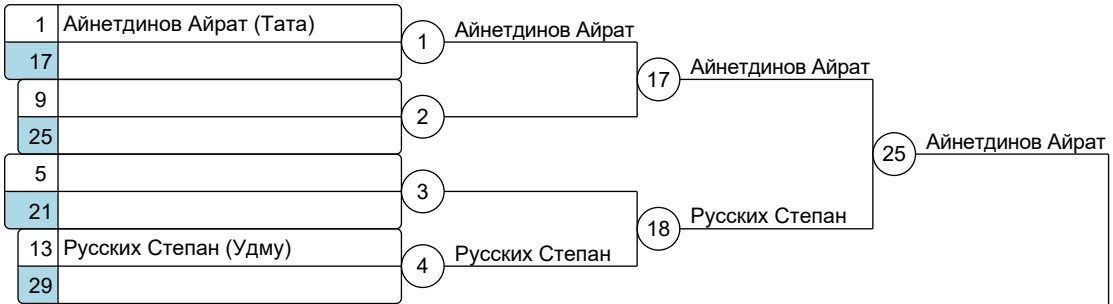 1 Айнетдинов Айрат (Тата)
17
1
Айнетдинов Айрат
9
25
2
17
Айнетдинов Айрат
5
21
3
13 Русских Степан (Удму)
29
4
Русских Степан
18
Русских Степан
25
Айнетдинов Айрат